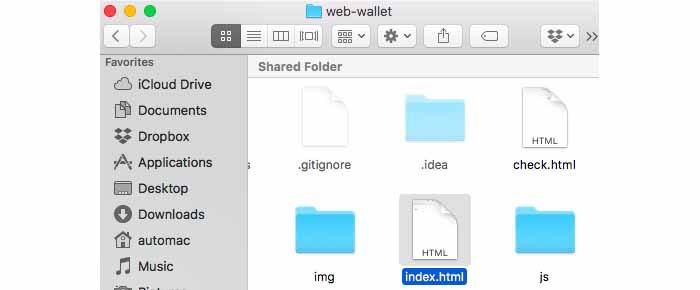 web-wallet
Favorites
iCloud Drive
Documents
Dropbox
Applications
Desktop
Downloads
automac
Music
Shared Folder
s
.gitignore
.idea
HTML
check.html
img
HTML
index.html
js